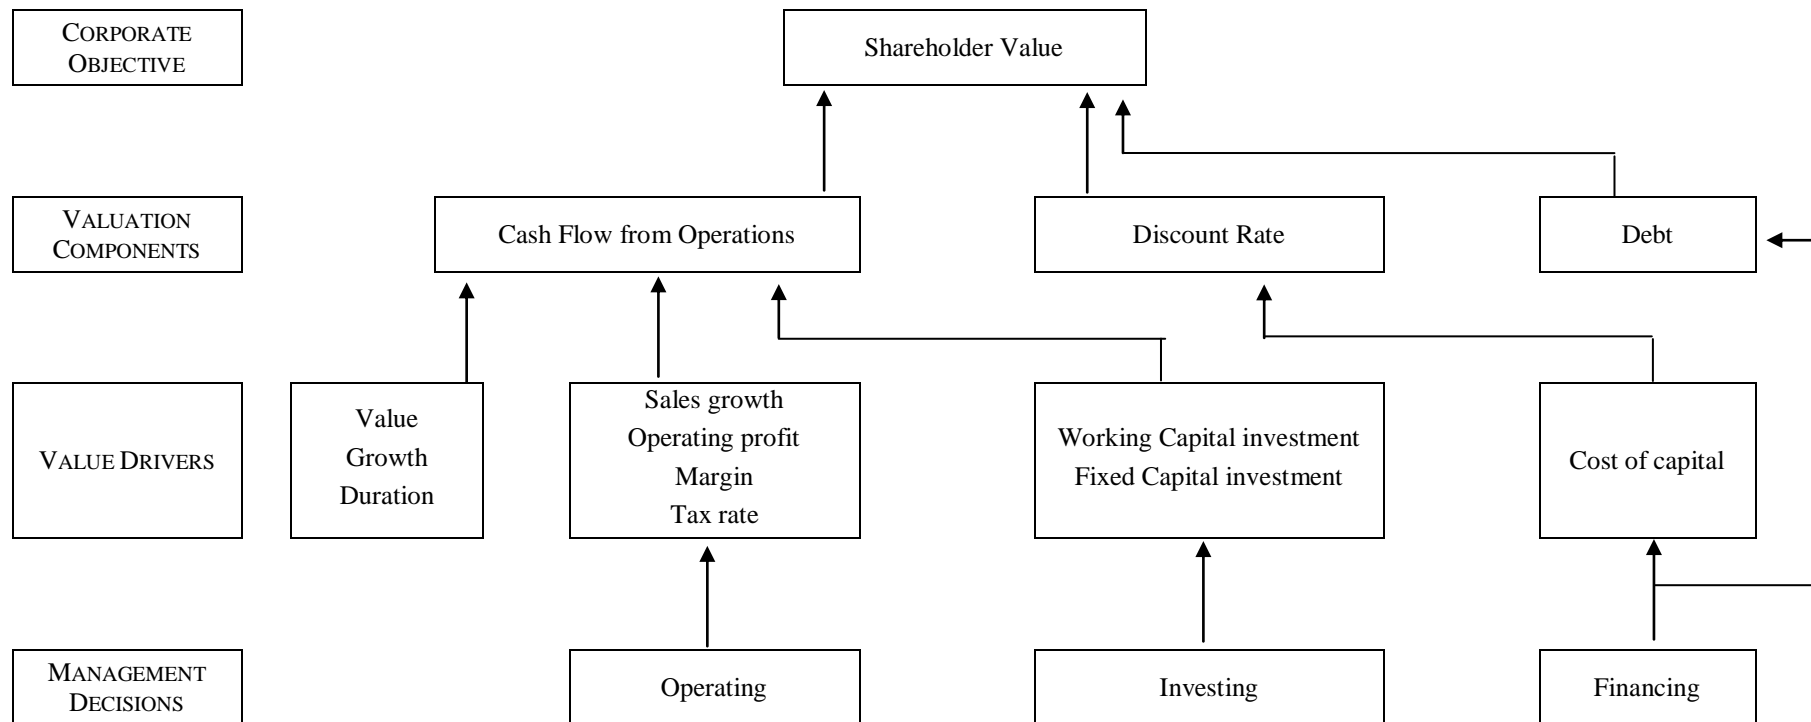 CORPORATE
OBJECTIVE
Shareholder Value
VALUATION
COMPONENTS
Cash Flow from Operations
Discount Rate
Debt
VALUE DRIVERS
Value
Growth
Duration
Sales growth
Operating profit
Margin
Tax rate
Working Capital investment
Fixed Capital investment
Cost of capital
MANAGEMENT
DECISIONS
Operating
Investing
Financing